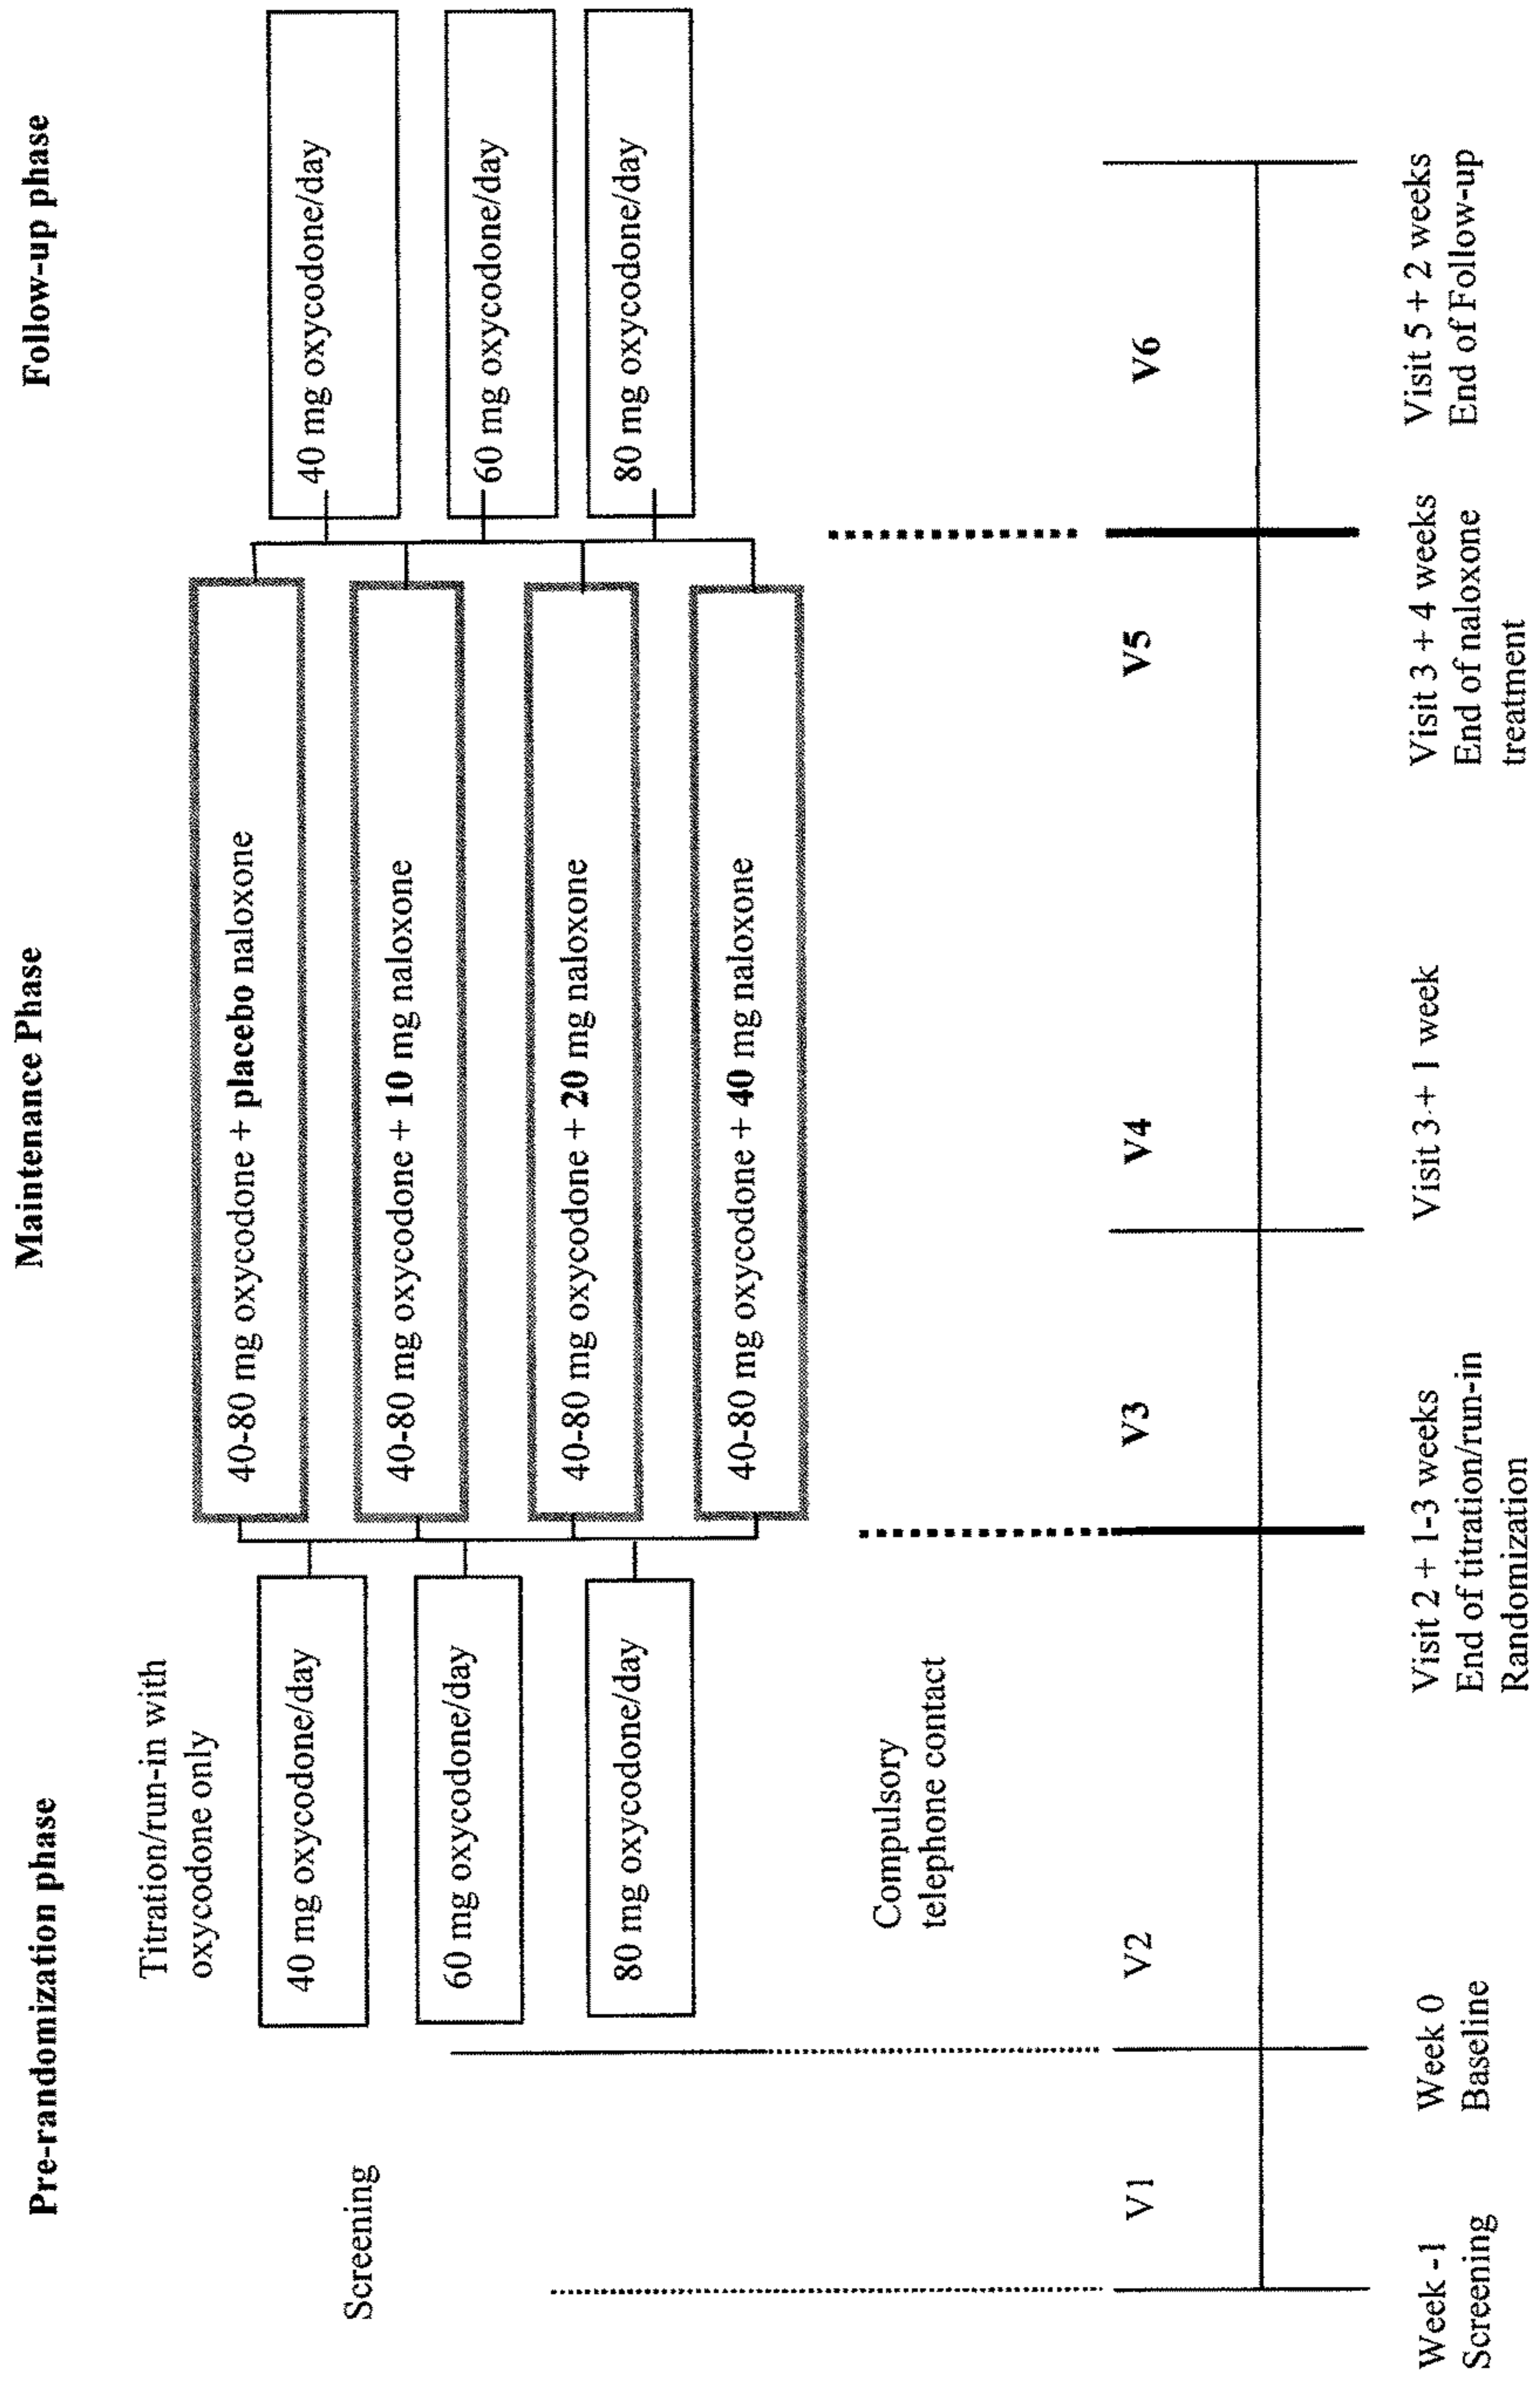 Pre-randomization phase
Maintenance Phase
Follow-up phase
Screening
Titration/run-in with
oxycodone only
40 mg oxycodone/day
60 mg oxycodone/day
80 mg oxycodone/day
Compulsory
telephone contact
40-80 mg oxycodone + placebo naloxone
40-80 mg oxycodone + 10 mg naloxone
40-80 mg oxycodone + 20 mg naloxone
40-80 mg oxycodone + 40 mg naloxone
40 mg oxycodone/day
60 mg oxycodone/day
80 mg oxycodone/day
V1
V2
V3
V4
V5
V6
Week -1
Screening
Week 0
Baseline
Visit 2 + 1-3 weeks
End of titration/run-in
Randomization
Visit 3 + 1 week
Visit 3 + 4 weeks
End of naloxone
treatment
Visit 5 + 2 weeks
End of Follow-up